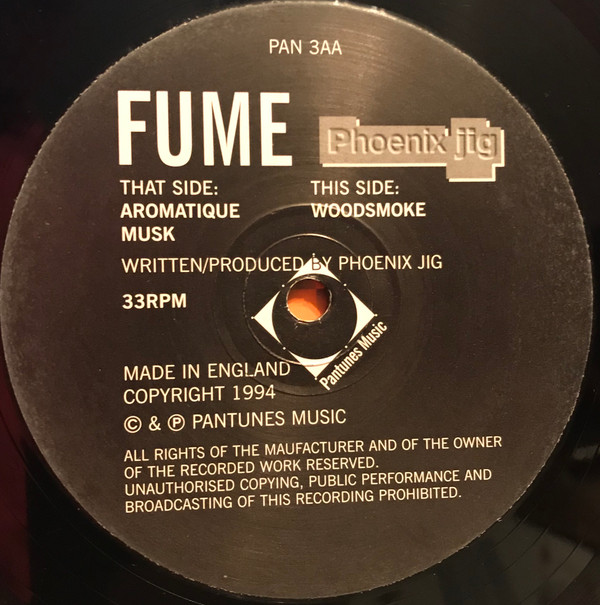 PAN 3AA
FUME
Phoenix jig
THAT SIDE:
AROMATIQUE
MUSK
THIS SIDE:
WOODSMOKE
WRITTEN/PRODUCED BY PHOENIX JIG
33RPM
Pantunes Music
MADE IN ENGLAND
COPYRIGHT 1994
© & ℗ PANTUNES MUSIC
ALL RIGHTS OF THE MAUFACTURER AND OF THE OWNER
OF THE RECORDED WORK RESERVED.
UNAUTHORISED COPYING, PUBLIC PERFORMANCE AND
BROADCASTING OF THIS RECORDING PROHIBITED.